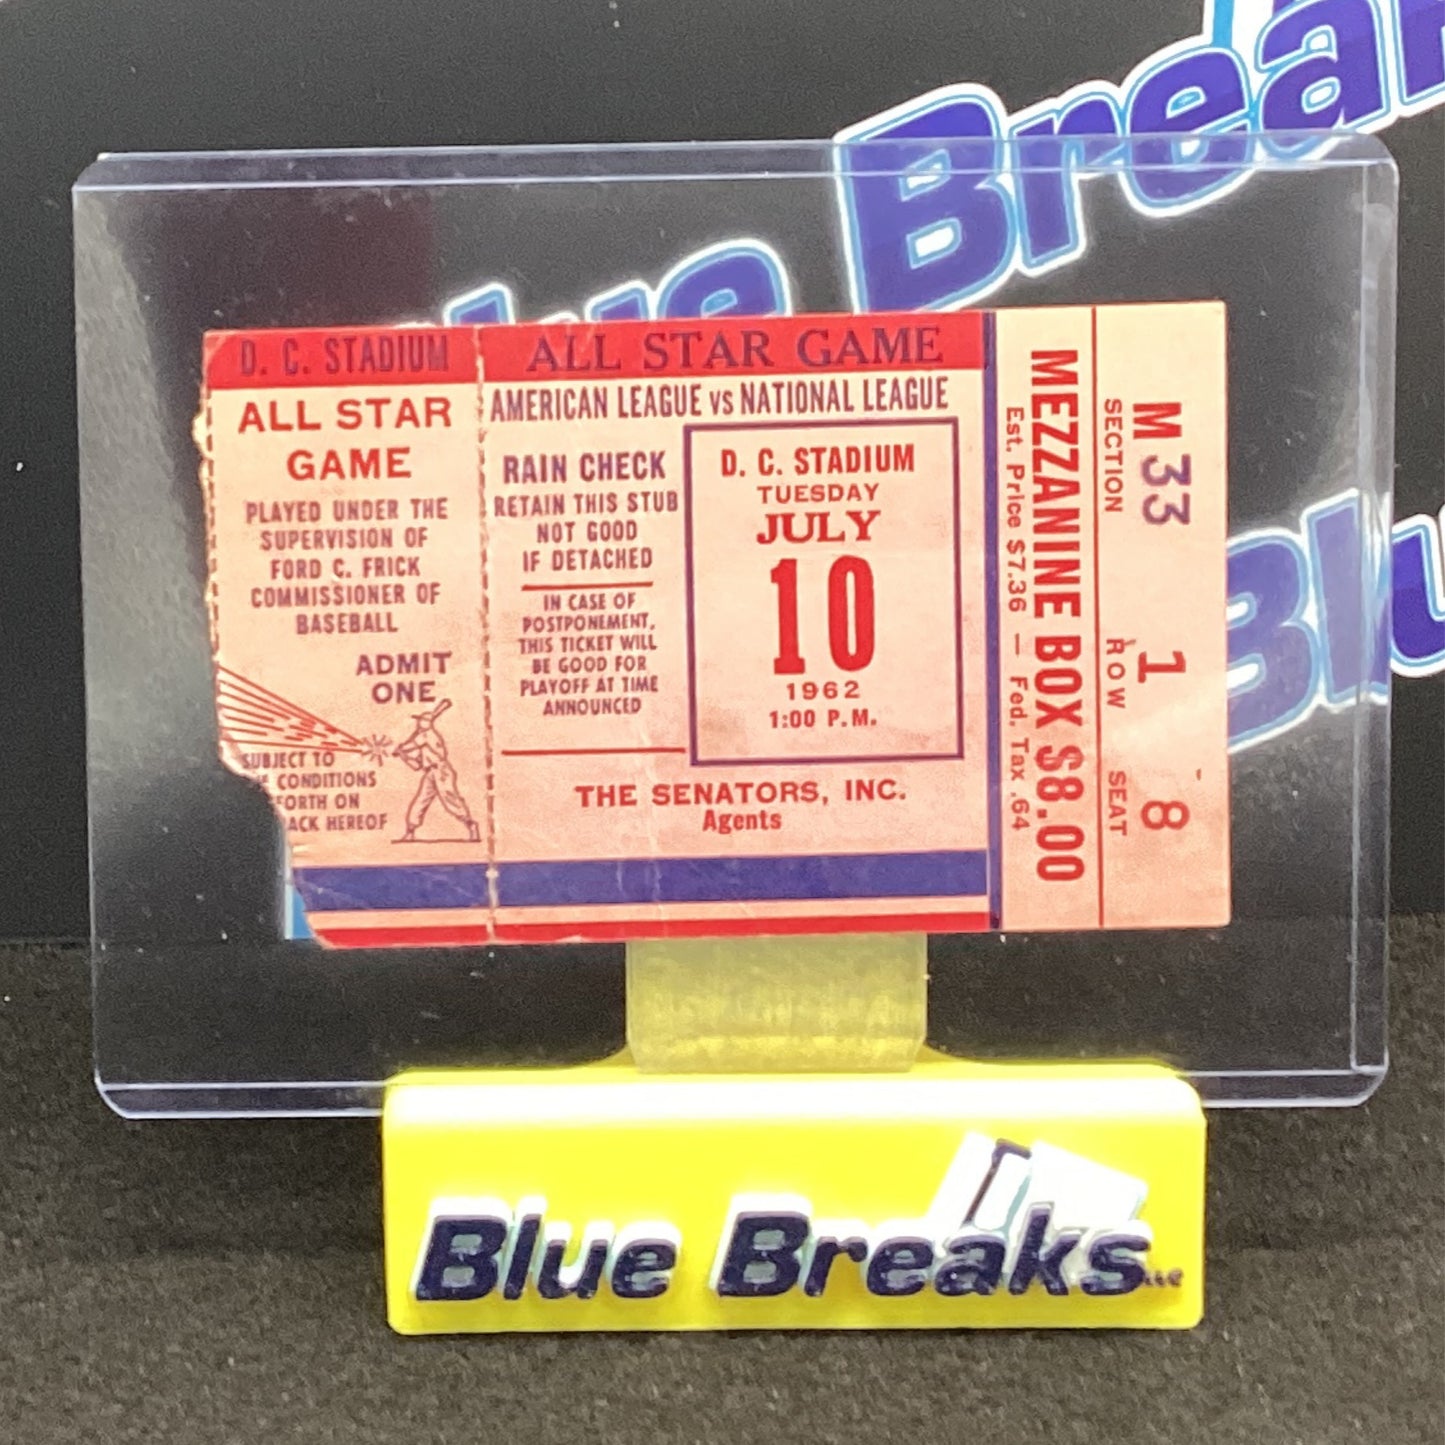 Breaks
Blue Breaks
Blue
D. C. STADIUM
ALL STAR
GAME
PLAYED UNDER THE
SUPERVISION OF
FORD C. FRICK
COMMISSIONER OF
BASEBALL
ADMIT
ONE
SUBJECT TO
CONDITIONS
FORTH ON
ACK HEREOF
ALL STAR GAME
AMERICAN LEAGUE vs NATIONAL LEAGUE
RAIN CHECK
RETAIN THIS STUB
NOT GOOD
IF DETACHED
IN CASE OF
POSTPONEMENT,
THIS TICKET WILL
BE GOOD FOR
PLAYOFF AT TIME
ANNOUNCED
D. C. STADIUM
TUESDAY
JULY
10
1962
1:00 P.M.
THE SENATORS, INC.
Agents
MEZZANINE BOX $8.00
Est. Price $7.36 — Fed. Tax .64
M 33 1 8
SECTION ROW SEAT
Blue Breaks LLC